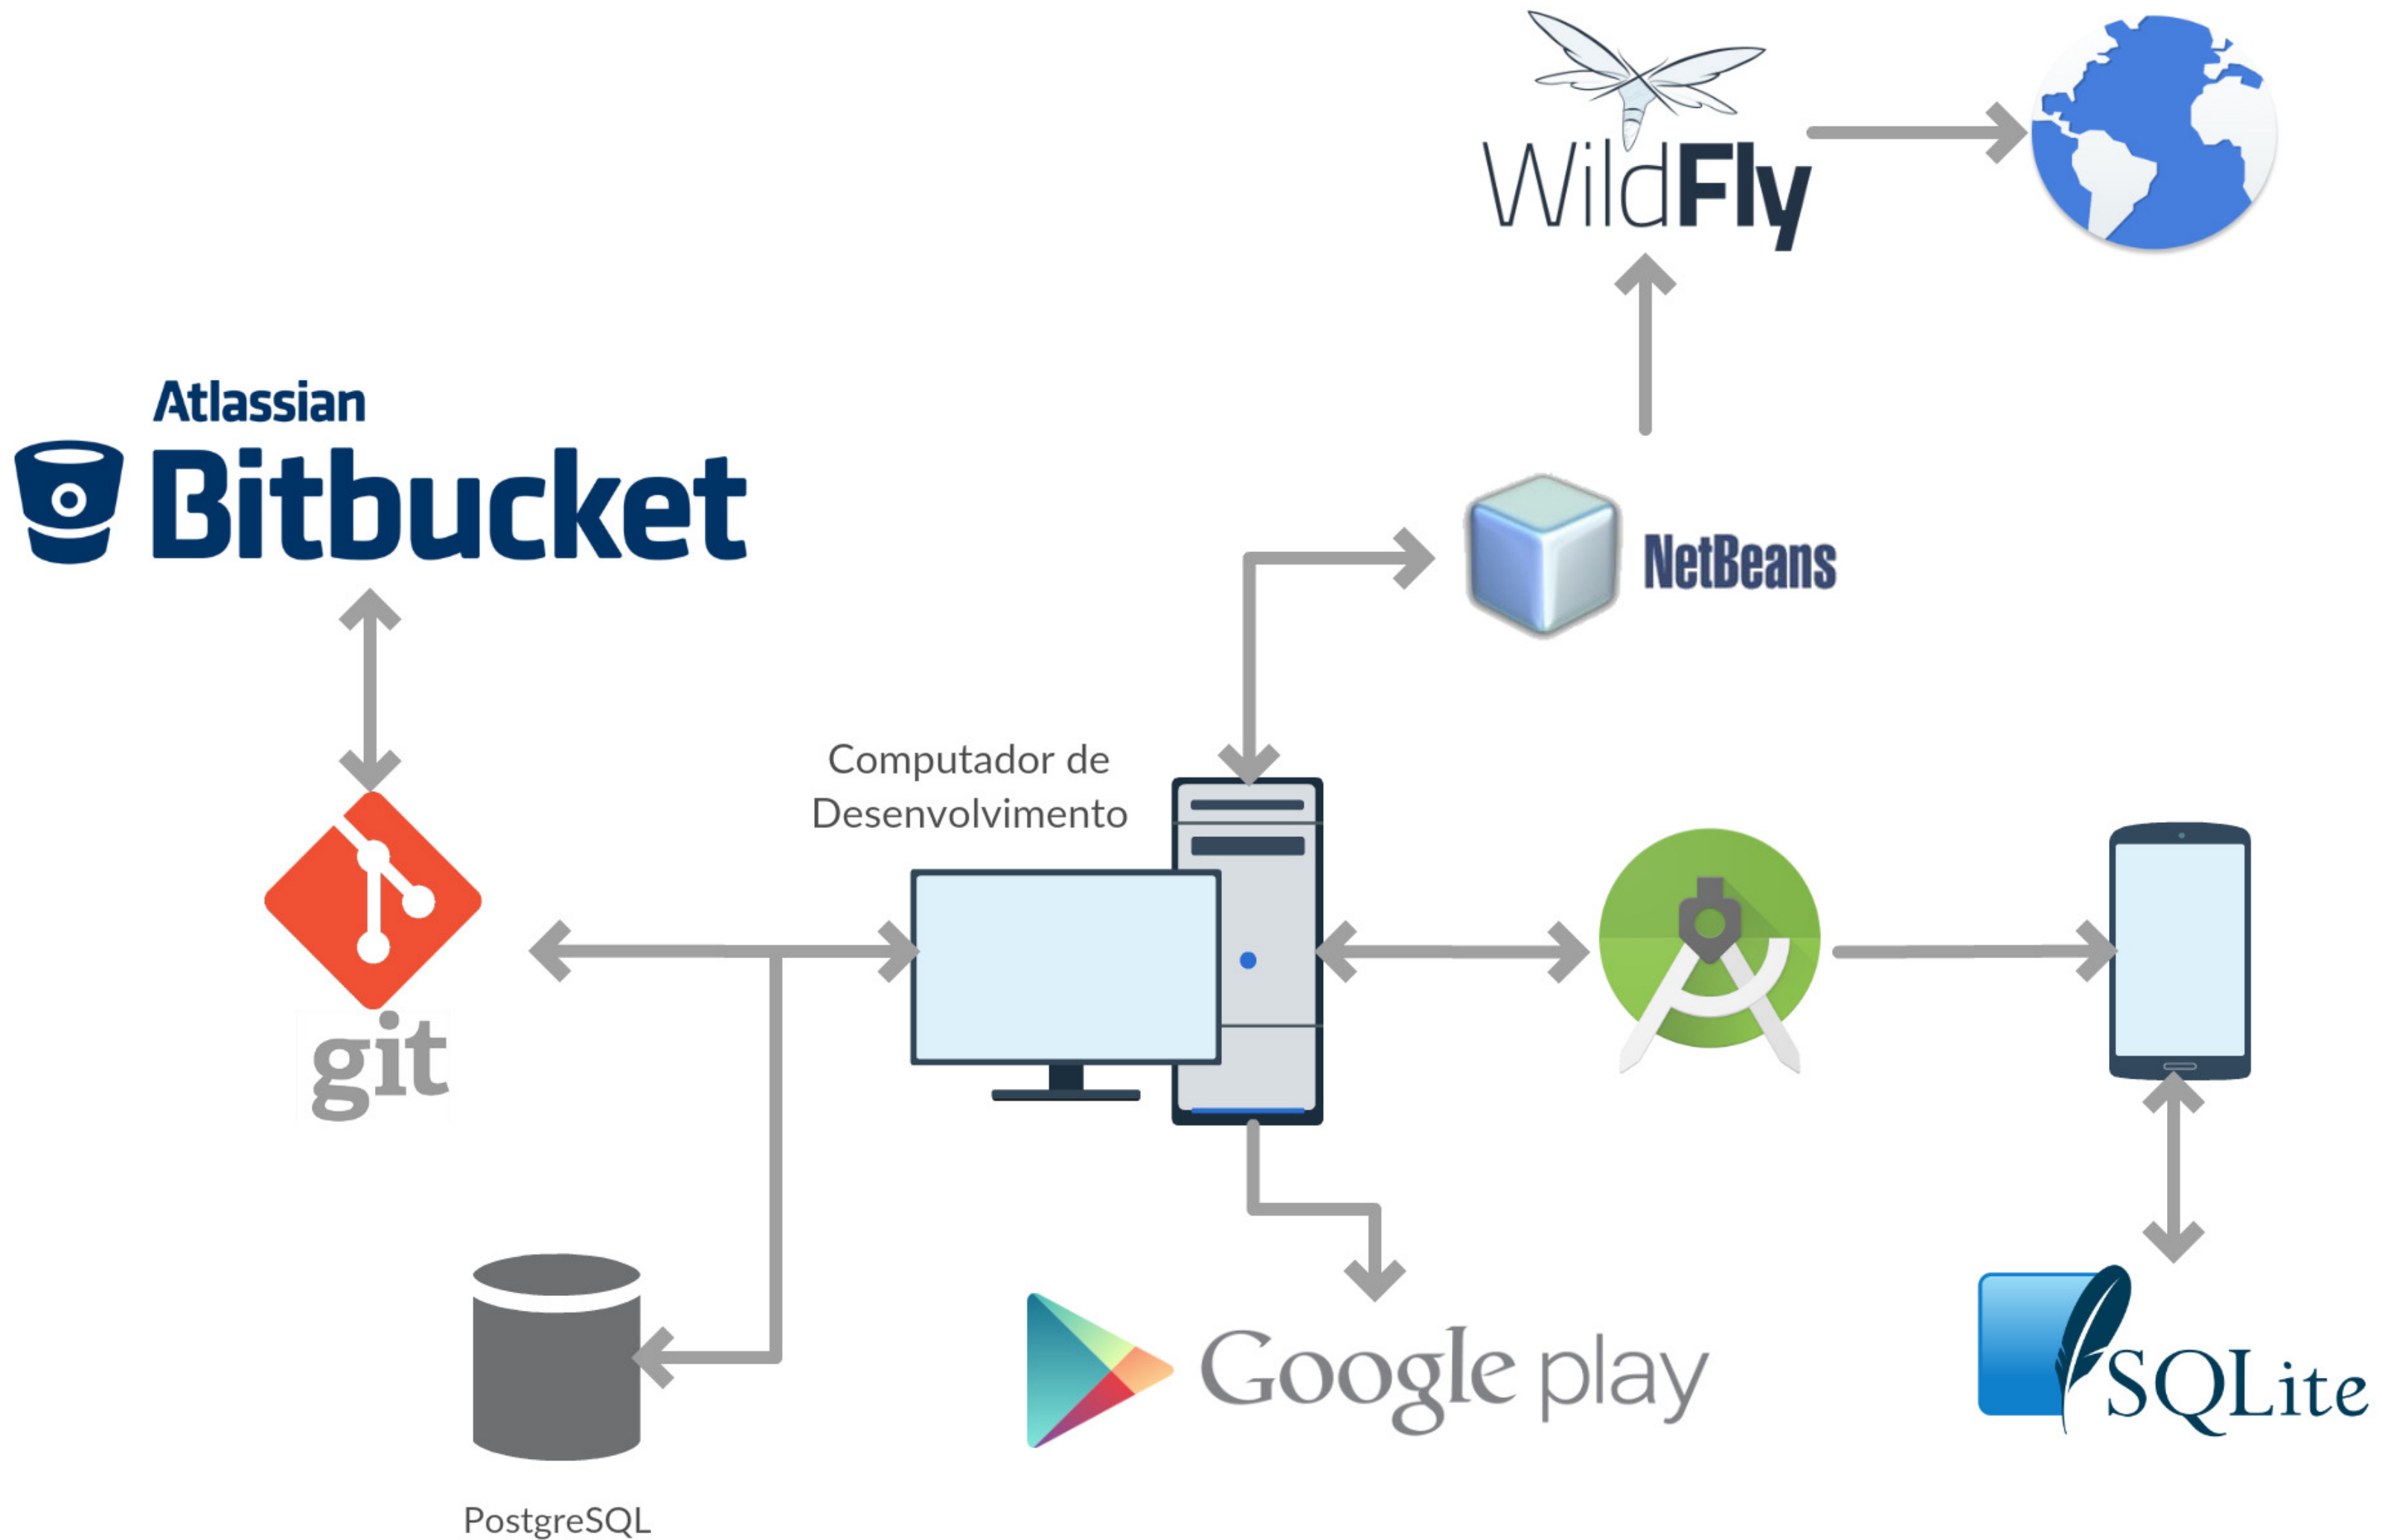 WildFly
Atlassian
Bitbucket
NetBeans
Computador de
Desenvolvimento
git
Google play
SQLite
PostgreSQL